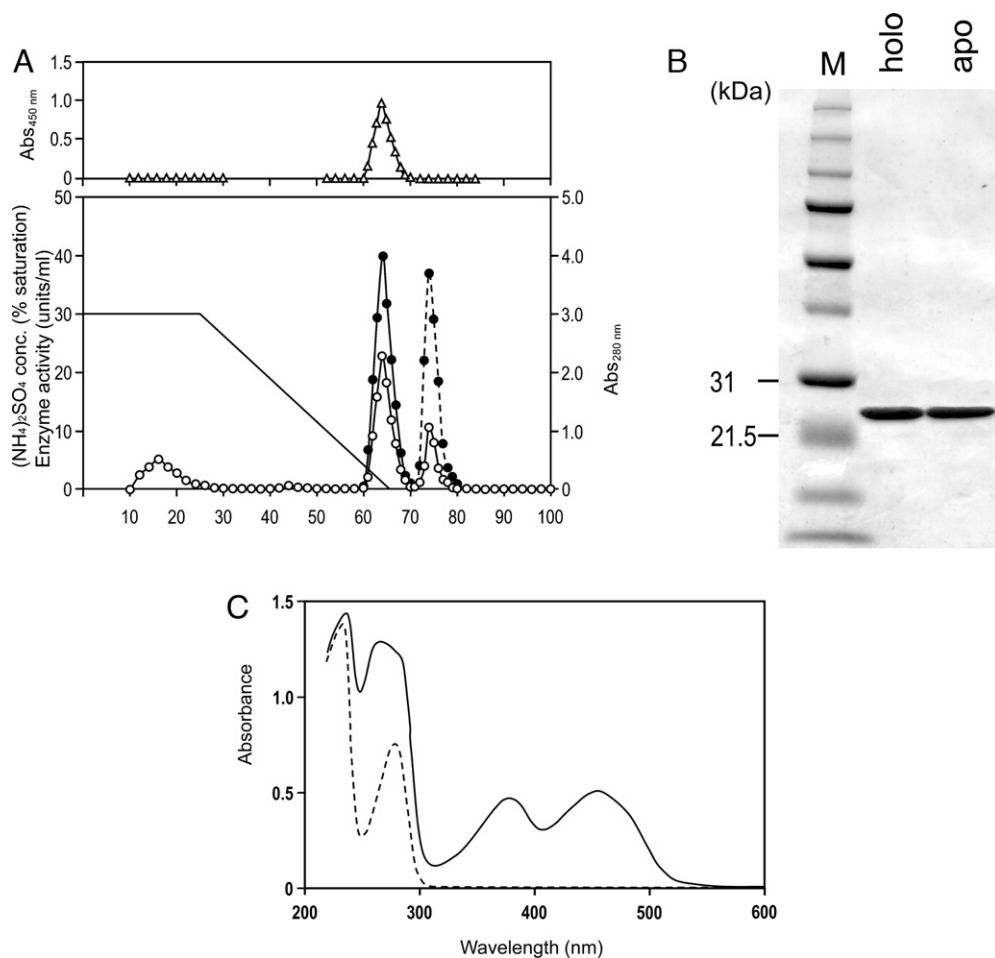 A
1.5
1.0
0.5
0
Abs450 nm
50
40
30
20
10
0
(NH4)2SO4 conc. (% saturation)
Enzyme activity (units/ml)
5.0
4.0
3.0
2.0
1.0
0
Abs280 nm
10 20 30 40 50 60 70 80 90 100
B
M holo apo
(kDa)
31
21.5
C
1.5
1.0
0.5
0
Absorbance
200 300 400 500 600
Wavelength (nm)